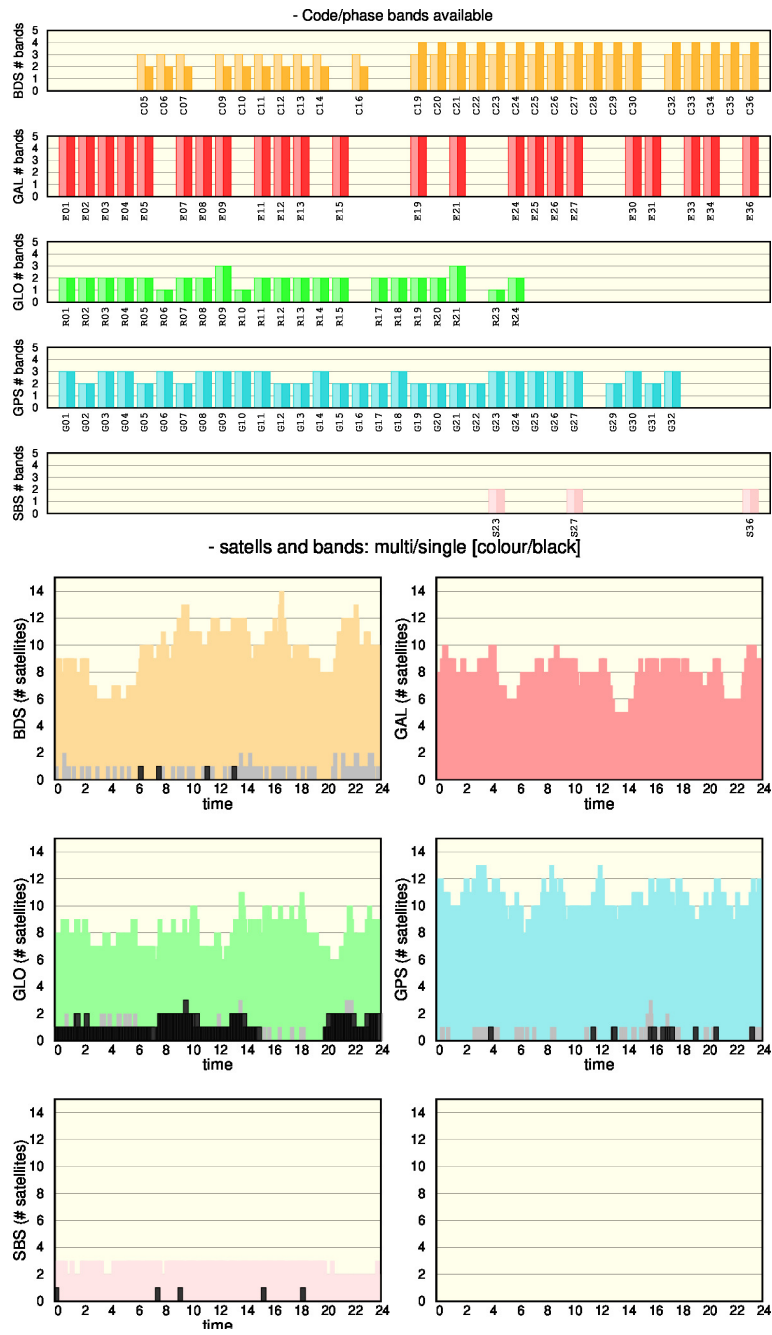 - Code/phase bands available
BDS # bands
5
4
3
2
1
0
C05 C06 C07 C09 C10 C11 C12 C13 C14 C16 C19 C20 C21 C22 C23 C24 C25 C26 C27 C28 C29 C30 C32 C33 C34 C35 C36
GAL # bands
5
4
3
2
1
0
E01 E02 E03 E04 E05 E07 E08 E09 E11 E12 E13 E15 E19 E21 E24 E25 E26 E27 E30 E31 E33 E34 E36
GLO # bands
5
4
3
2
1
0
R01 R02 R03 R04 R05 R06 R07 R08 R09 R10 R11 R12 R13 R14 R15 R17 R18 R19 R20 R21 R23 R24
GPS # bands
5
4
3
2
1
0
G01 G02 G03 G04 G05 G06 G07 G08 G09 G10 G11 G12 G13 G14 G15 G16 G17 G18 G19 G20 G21 G22 G23 G24 G25 G26 G27 G29 G30 G31 G32
SBS # bands
5
4
3
2
1
0
S23 S27 S36
- satells and bands: multi/single [colour/black]
BDS (# satellites)
14
12
10
8
6
4
2
0
0 2 4 6 8 10 12 14 16 18 20 22 24
time
GAL (# satellites)
14
12
10
8
6
4
2
0
0 2 4 6 8 10 12 14 16 18 20 22 24
time
GLO (# satellites)
14
12
10
8
6
4
2
0
0 2 4 6 8 10 12 14 16 18 20 22 24
time
GPS (# satellites)
14
12
10
8
6
4
2
0
0 2 4 6 8 10 12 14 16 18 20 22 24
time
SBS (# satellites)
14
12
10
8
6
4
2
0
0 2 4 6 8 10 12 14 16 18 20 22 24
time
14
12
10
8
6
4
2
0
0 2 4 6 8 10 12 14 16 18 20 22 24